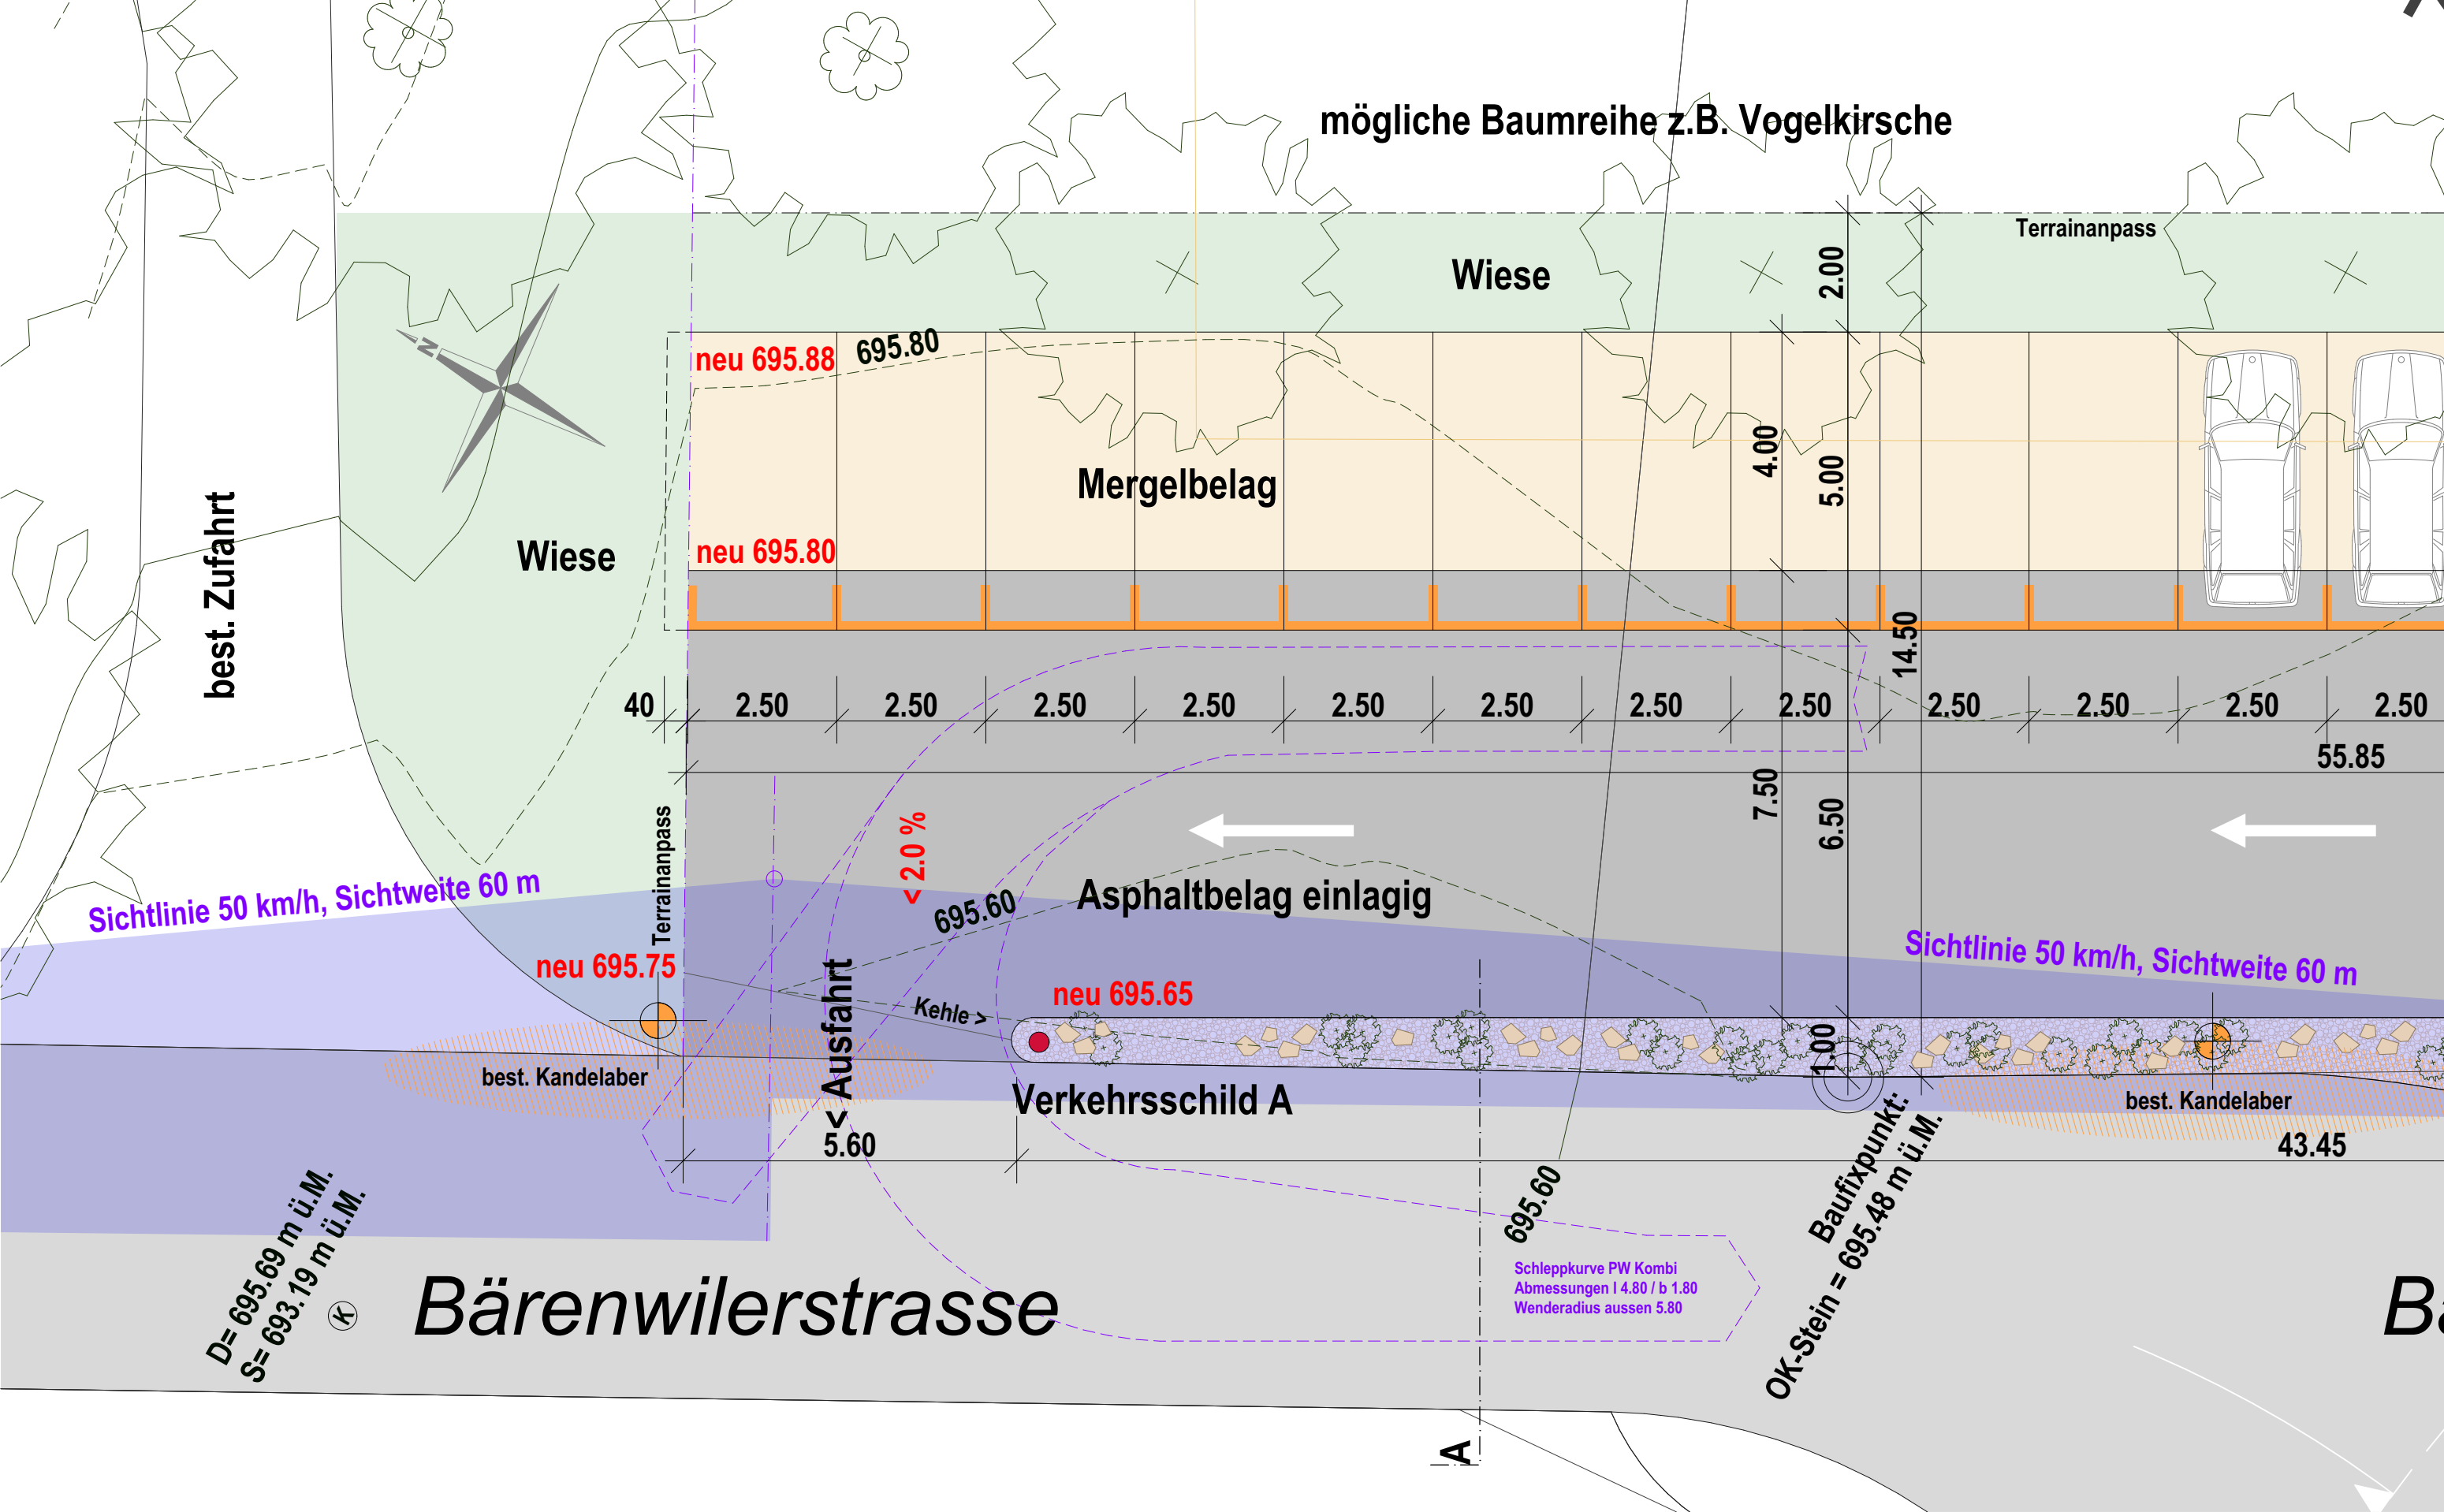 mögliche Baumreihe z.B. Vogelkirsche
Terrainanpass
Wiese
2.00
N
neu 695.88
695.80
4.00
5.00
Mergelbelag
best. Zufahrt
Wiese
neu 695.80
14.50
40
2.50
2.50
2.50
2.50
2.50
2.50
2.50
2.50
2.50
2.50
2.50
2.50
55.85
7.50
6.50
Terrainanpass
< 2.0 %
Sichtlinie 50 km/h, Sichtweite 60 m
695.60
Asphaltbelag einlagig
Sichtlinie 50 km/h, Sichtweite 60 m
neu 695.75
neu 695.65
Kehle >
< Ausfahrt
1.00
best. Kandelaber
Verkehrsschild A
best. Kandelaber
5.60
43.45
Baufixpunkt:
OK-Stein = 695.48 m ü.M.
695.60
D= 695.69 m ü.M.
S= 693.19 m ü.M.
K
Bärenwilerstrasse
Schleppkurve PW Kombi
Abmessungen l 4.80 / b 1.80
Wenderadius aussen 5.80
A